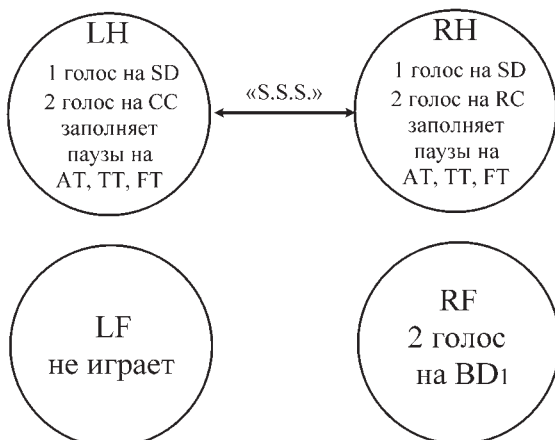 LH
1 голос на SD
2 голос на CC
заполняет
паузы на
AT, TT, FT
«S.S.S.»
RH
1 голос на SD
2 голос на RC
заполняет
паузы на
AT, TT, FT
LF
не играет
RF
2 голос
на BD1